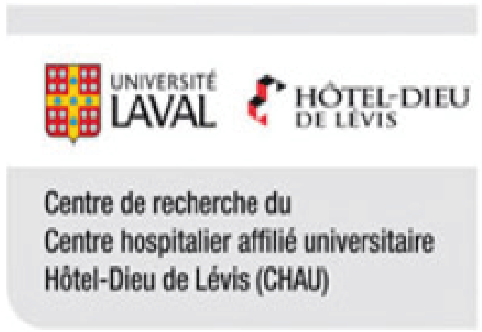 UNIVERSITÉ
LAVAL
HÔTEL-DIEU
DE LÉVIS
Centre de recherche du
Centre hospitalier affilié universitaire
Hôtel-Dieu de Lévis (CHAU)